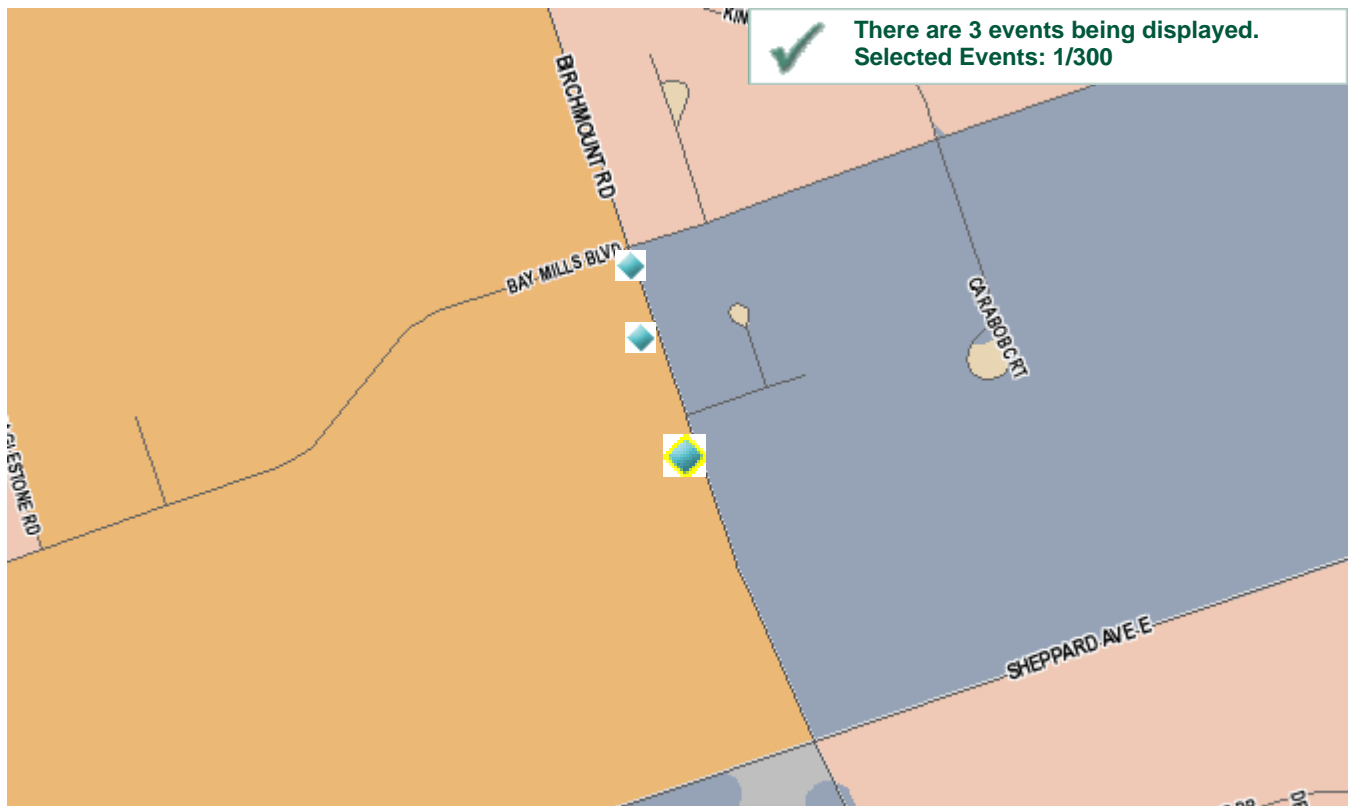 There are 3 events being displayed.
Selected Events: 1/300
BIRCHMOUNT RD
BAY MILLS BLVD
CARABOB CRT
SHEPPARD AVE E